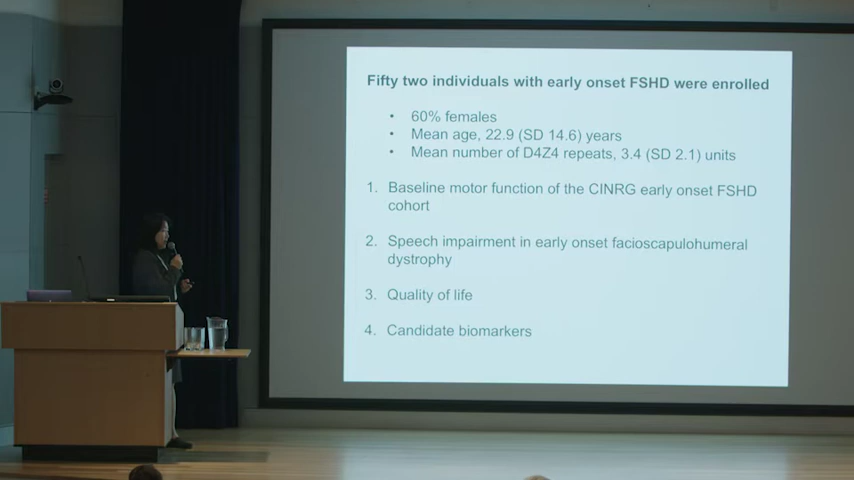 Fifty two individuals with early onset FSHD were enrolled
• 60% females
• Mean age, 22.9 (SD 14.6) years
• Mean number of D4Z4 repeats, 3.4 (SD 2.1) units
1. Baseline motor function of the CINRG early onset FSHD
cohort
2. Speech impairment in early onset facioscapulohumeral
dystrophy
3. Quality of life
4. Candidate biomarkers